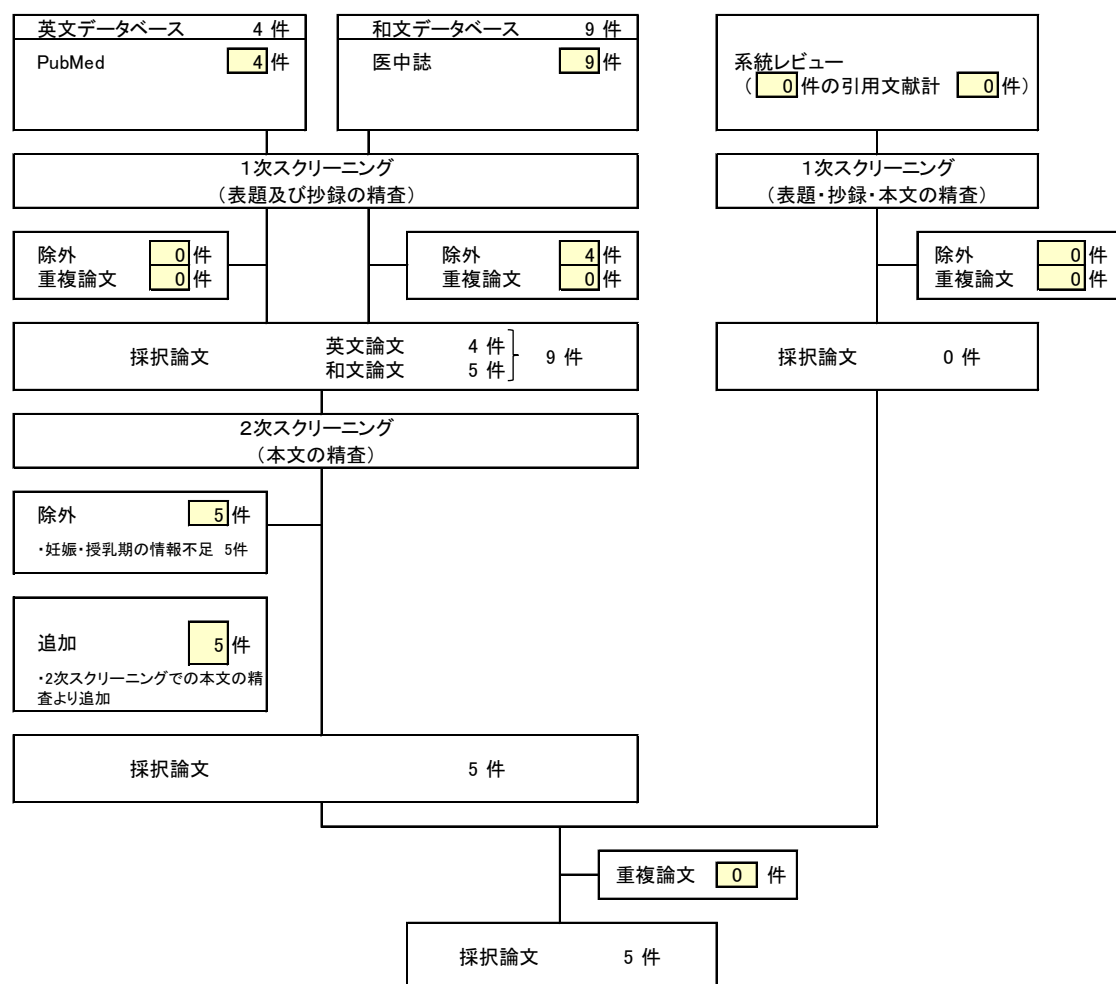 英文データベース 4 件
PubMed 4 件
和文データベース 9 件
医中誌 9 件
系統レビュー
（ 0 件の引用文献計 0 件）
1次スクリーニング
（表題及び抄録の精査）
1次スクリーニング
（表題・抄録・本文の精査）
除外 0 件
重複論文 0 件
除外 4 件
重複論文 0 件
除外 0 件
重複論文 0 件
採択論文 英文論文 4 件 9 件
和文論文 5 件
採択論文 0 件
2次スクリーニング
（本文の精査）
除外 5 件
・妊娠・授乳期の情報不足 5件
追加 5 件
・2次スクリーニングでの本文の精
査より追加
採択論文 5 件
重複論文 0 件
採択論文 5 件